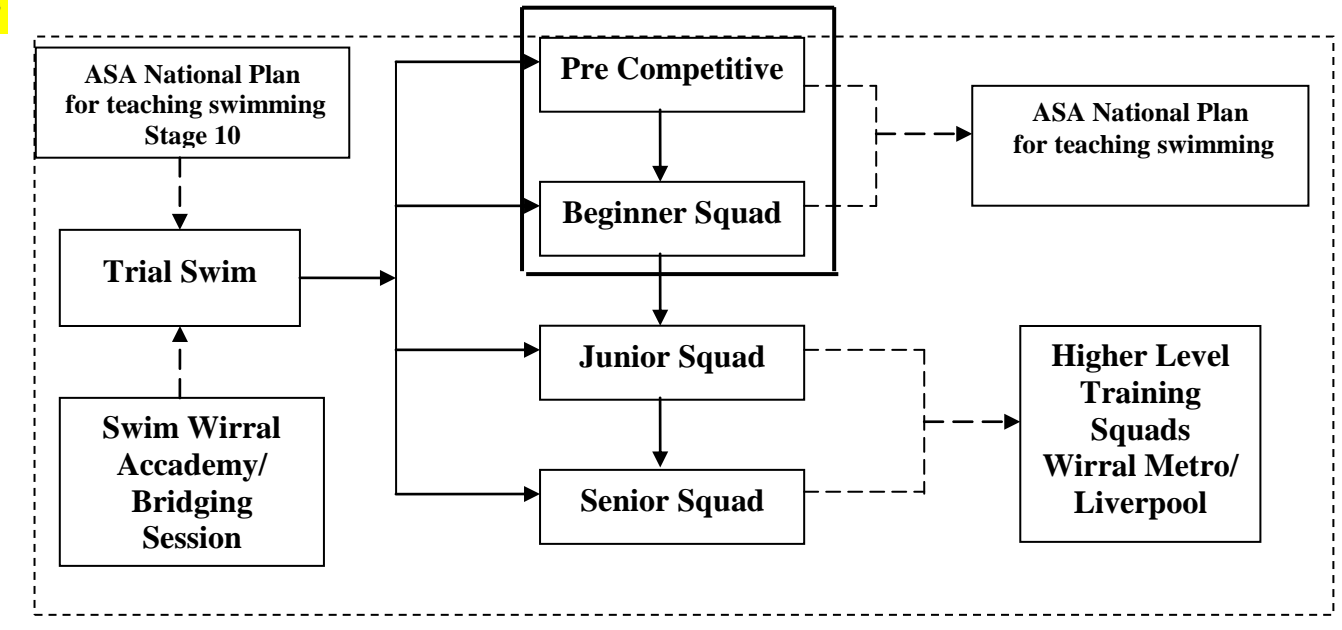 ASA National Plan
for teaching swimming
Stage 10
Trial Swim
Swim Wirral
Accademy/
Bridging
Session
Pre Competitive
Beginner Squad
Junior Squad
Senior Squad
ASA National Plan
for teaching swimming
Higher Level
Training
Squads
Wirral Metro/
Liverpool